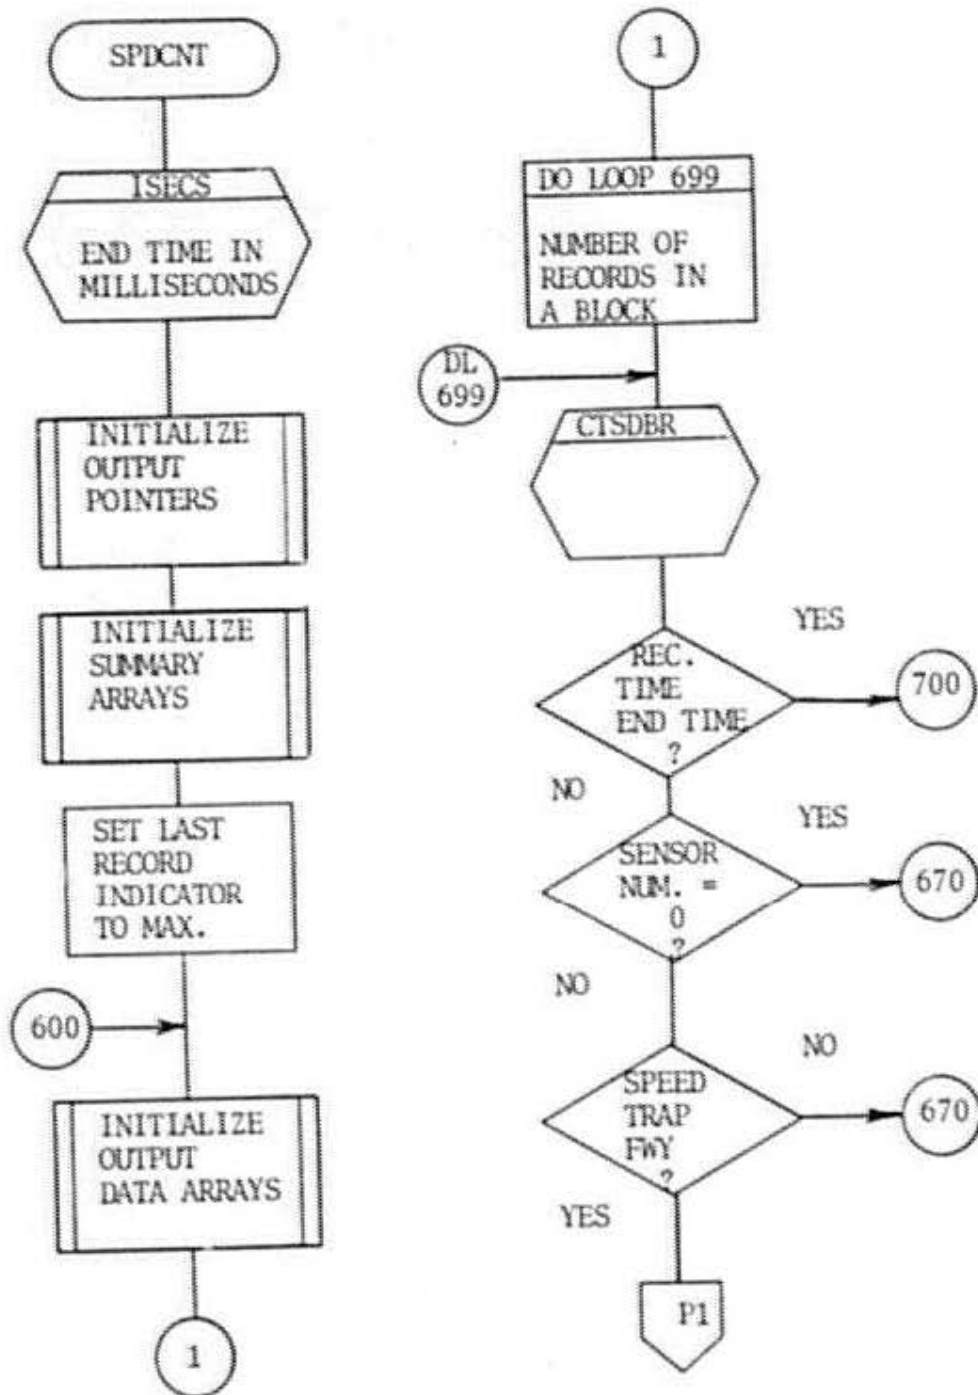 SPDCNT
ISECS
END TIME IN
MILLISECONDS
INITIALIZE
OUTPUT
POINTERS
INITIALIZE
SUMMARY
ARRAYS
SET LAST
RECORD
INDICATOR
TO MAX.
600
INITIALIZE
OUTPUT
DATA ARRAYS
1
1
DO LOOP 699
NUMBER OF
RECORDS IN
A BLOCK
DL
699
CTSDBR
REC.
TIME
END TIME
?
YES
700
NO
SENSOR
NUM. =
0
?
YES
670
NO
SPEED
TRAP
FWY
?
NO
670
YES
P1